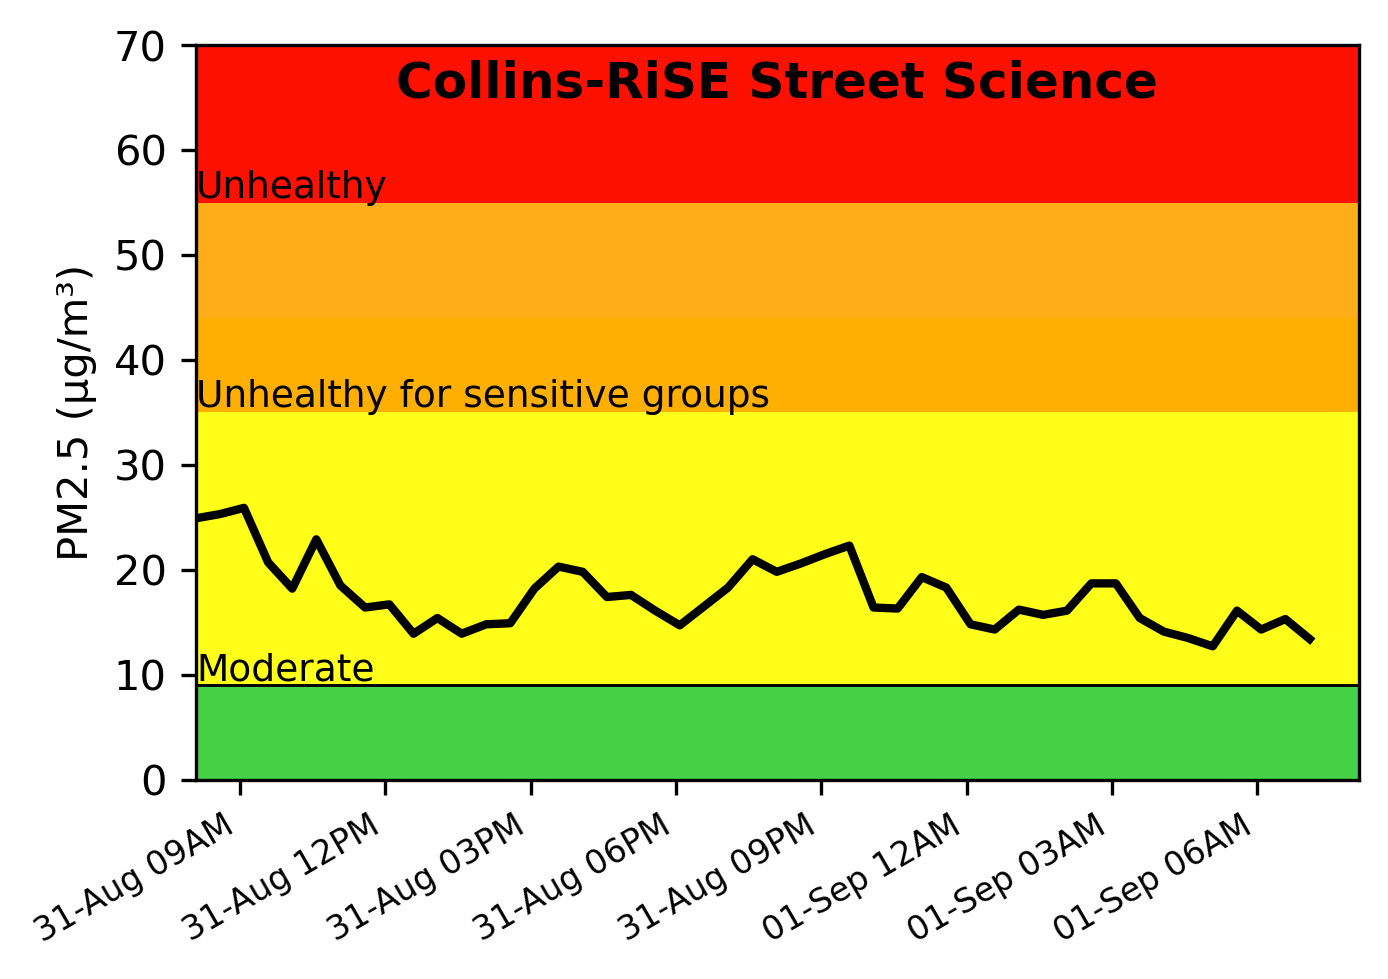 Collins-RiSE Street Science
70
60
Unhealthy
50
40
Unhealthy for sensitive groups
30
20
Moderate
10
0
PM2.5 (μg/m³)
31-Aug 09AM
31-Aug 12PM
31-Aug 03PM
31-Aug 06PM
31-Aug 09PM
01-Sep 12AM
01-Sep 03AM
01-Sep 06AM